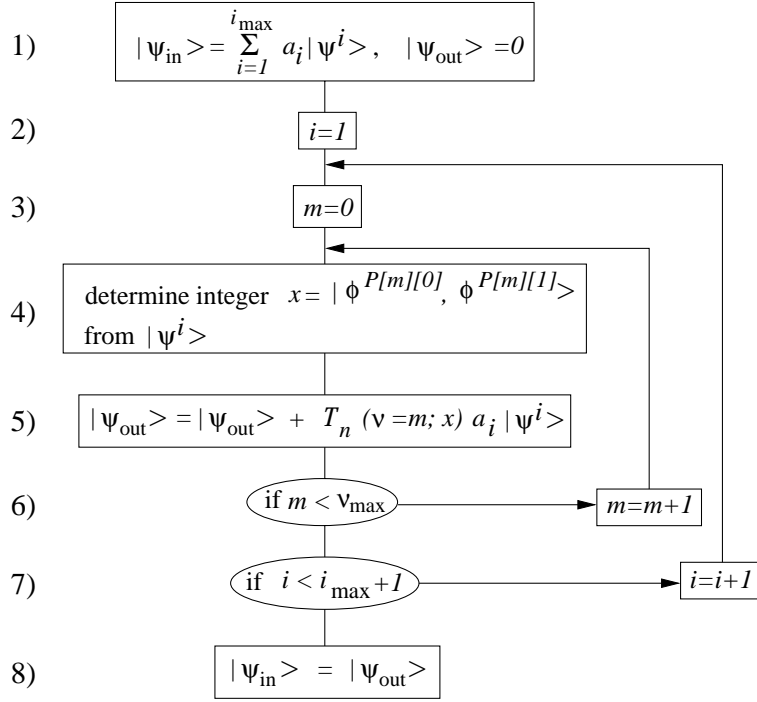 1) |ψ_in> = Σ_{i=1}^{i_max} a_i |ψ^i> , |ψ_out> =0
2) i=1
3) m=0
4) determine integer x= | ϕ^{P[m][0]}, ϕ^{P[m][1]}>
from |ψ^i>
5) |ψ_out> = |ψ_out> + T_n (ν=m; x) a_i |ψ^i>
6) if m < ν_max m=m+1
7) if i < i_max+1 i=i+1
8) |ψ_in> = |ψ_out>